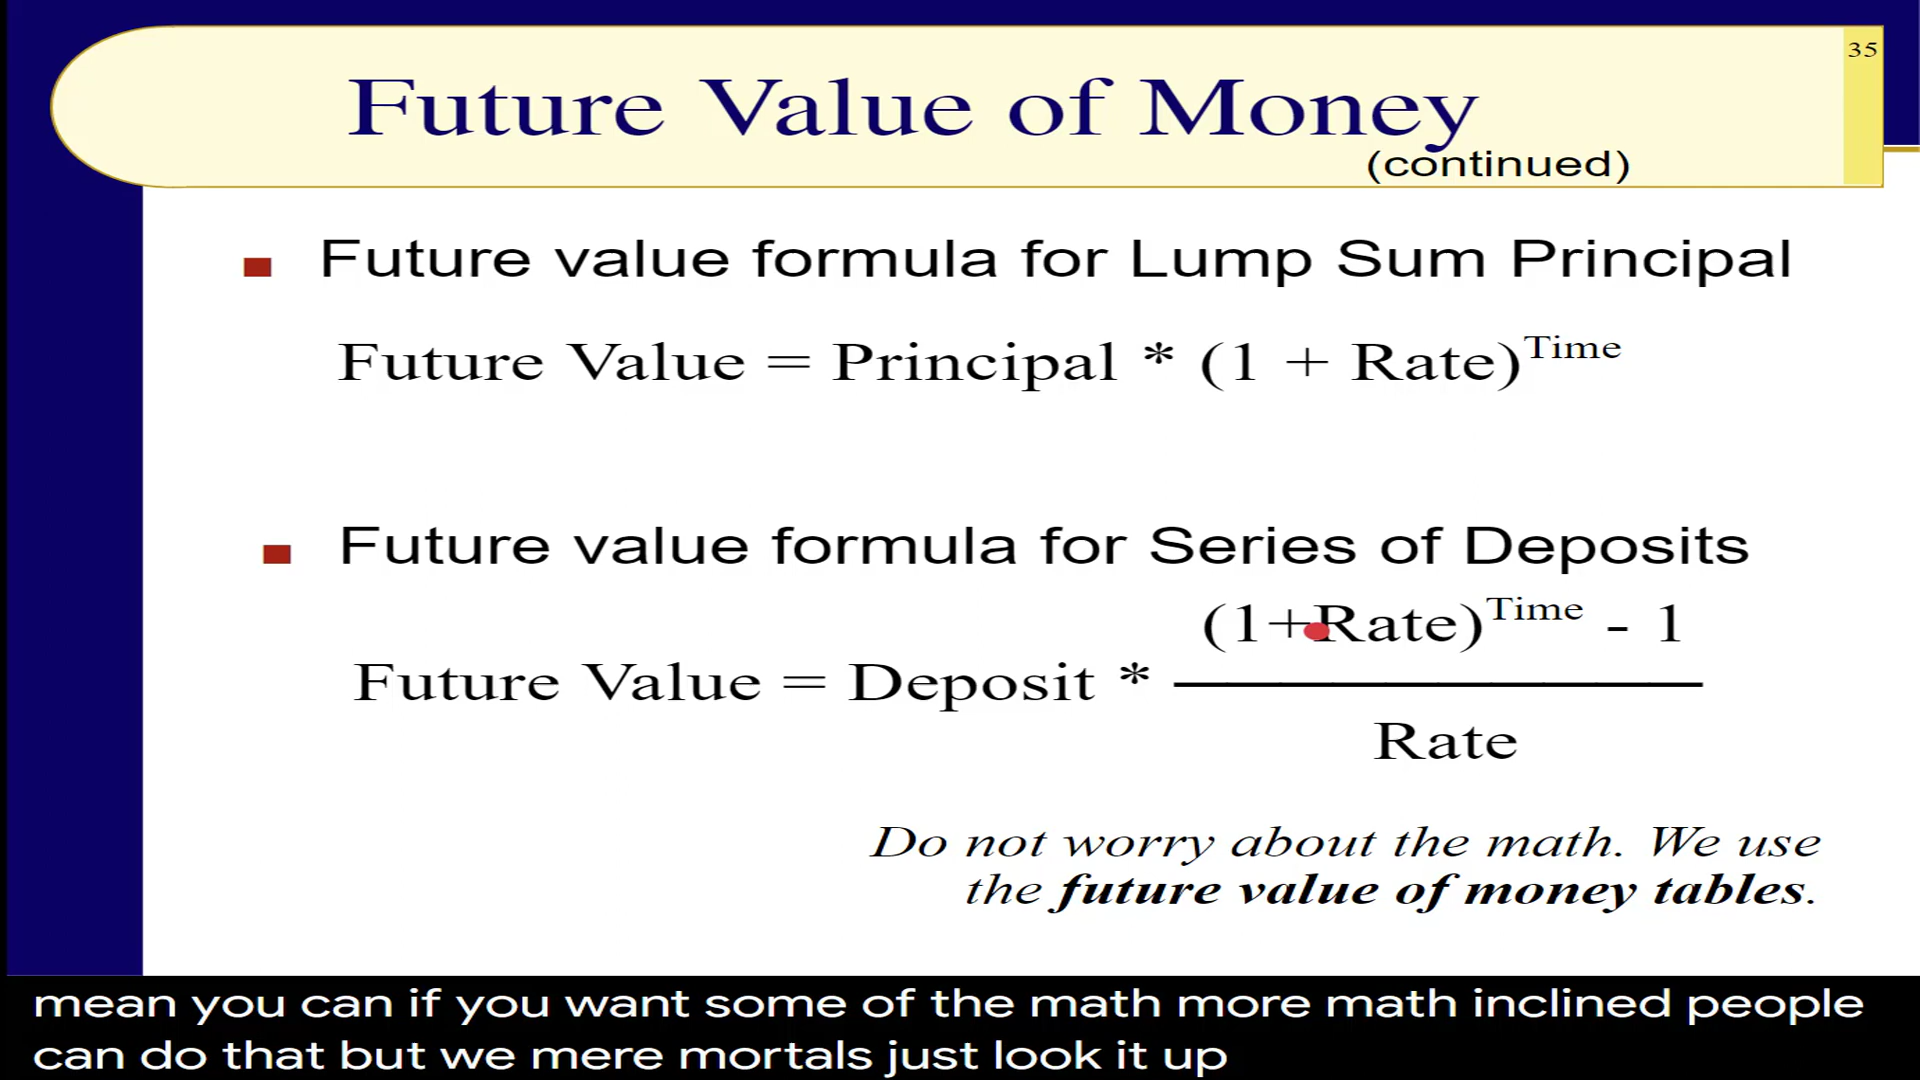 35
Future Value of Money
(continued)
Future value formula for Lump Sum Principal
Future Value = Principal * (1 + Rate)^Time
Future value formula for Series of Deposits
(1+Rate)^Time - 1
Future Value = Deposit *
Rate
Do not worry about the math. We use
the future value of money tables.
mean you can if you want some of the math more math inclined people
can do that but we mere mortals just look it up